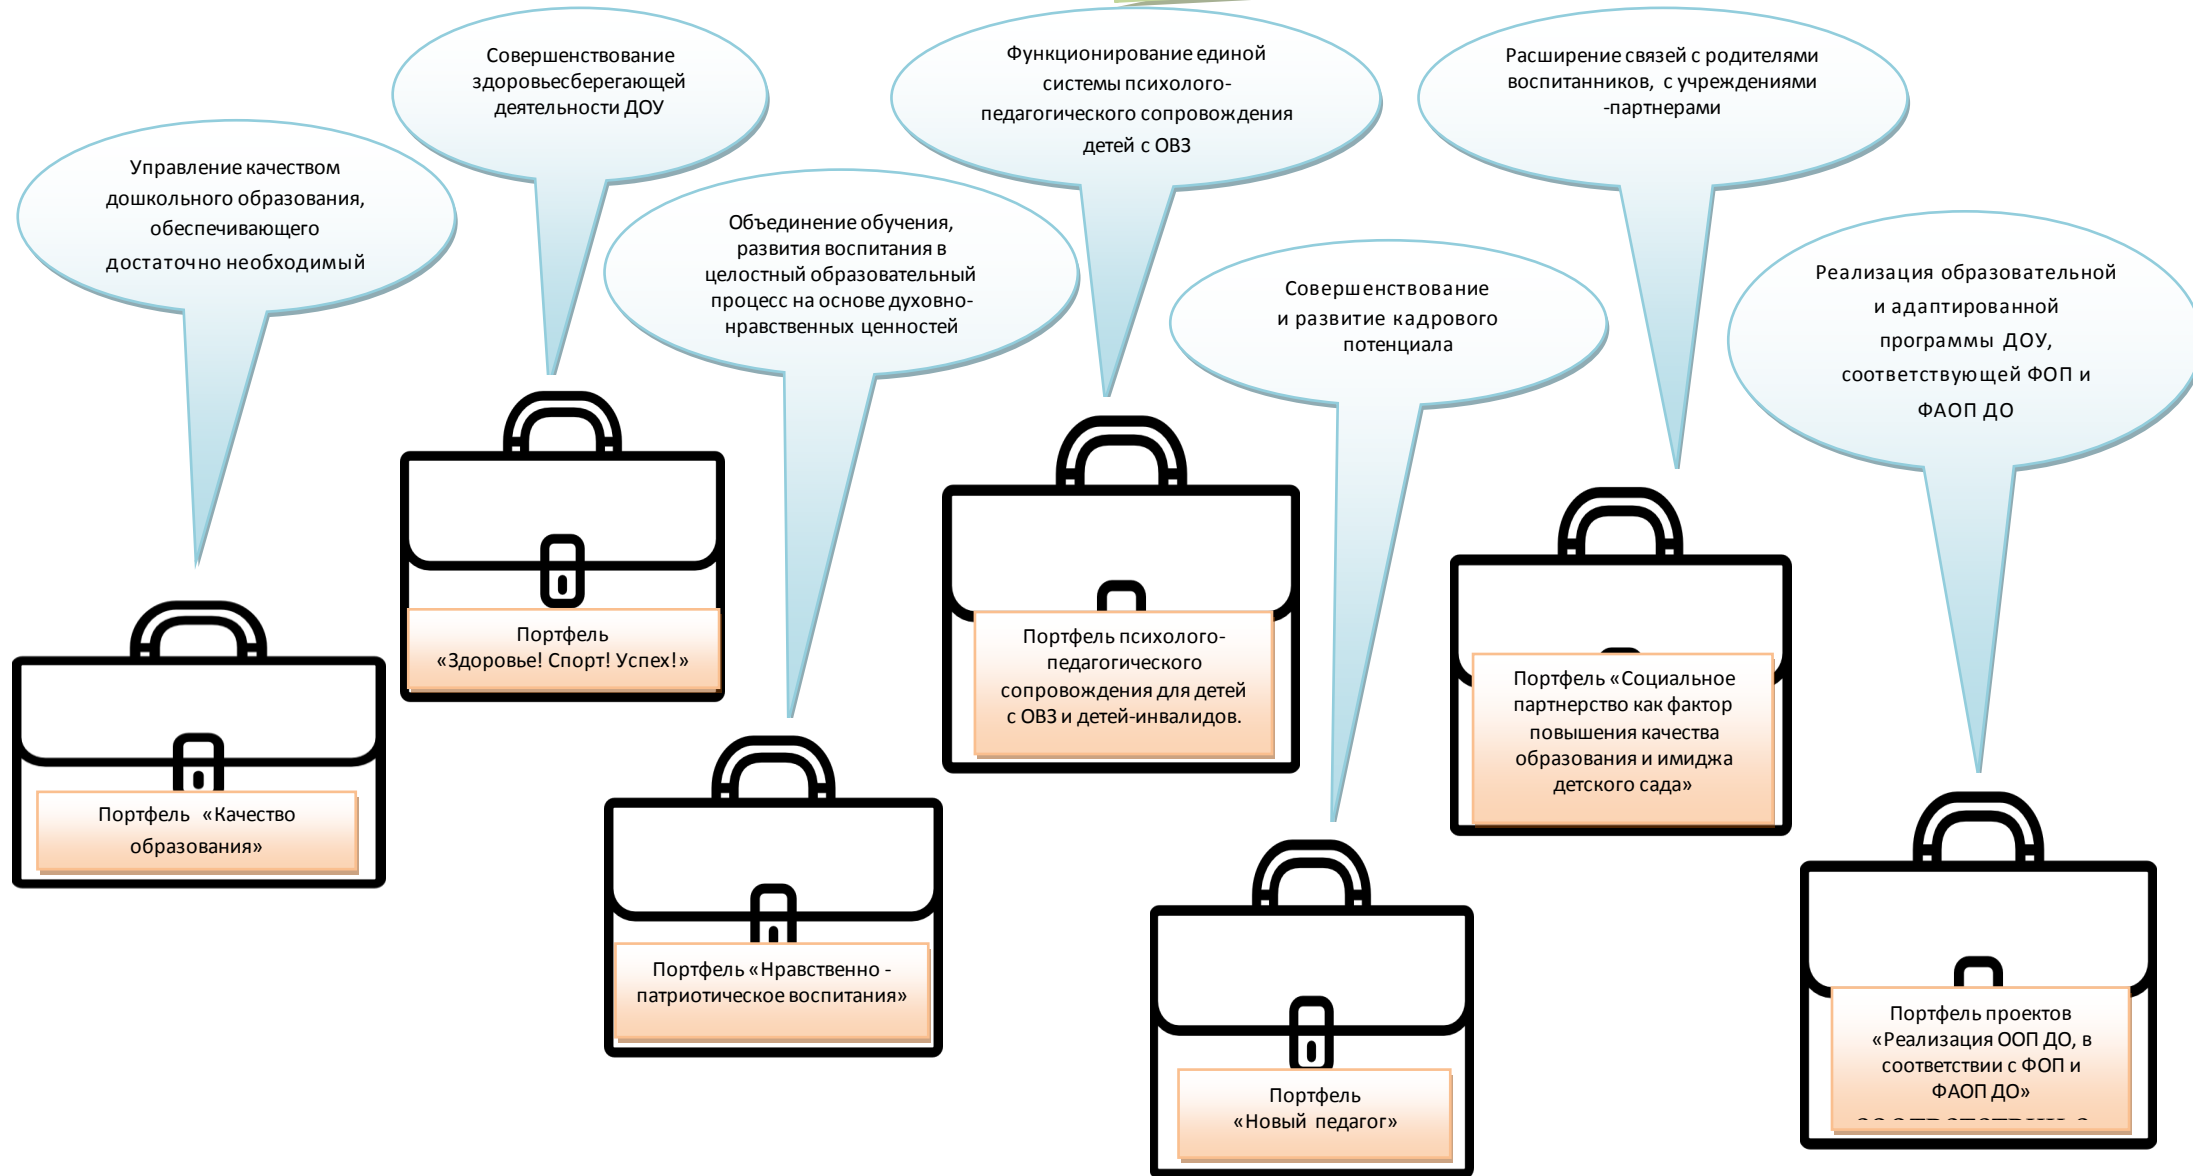 Совершенствование
здоровьесберегающей
деятельности ДОУ
Функционирование единой
системы психолого-
педагогического сопровождения
детей с ОВЗ
Расширение связей с родителями
воспитанников, с учреждениями
-партнерами
Управление качеством
дошкольного образования,
обеспечивающего
достаточно необходимый
Объединение обучения,
развития воспитания в
целостный образовательный
процесс на основе духовно-
нравственных ценностей
Совершенствование
и развитие кадрового
потенциала
Реализация образовательной
и адаптированной
программы ДОУ,
соответствующей ФОП и
ФАОП ДО
Портфель «Качество
образования»
Портфель
«Здоровье! Спорт! Успех!»
Портфель «Нравственно -
патриотическое воспитания»
Портфель психолого-
педагогического
сопровождения для детей
с ОВЗ и детей-инвалидов.
Портфель
«Новый педагог»
Портфель «Социальное
партнерство как фактор
повышения качества
образования и имиджа
детского сада»
Портфель проектов
«Реализация ООП ДО, в
соответствии с ФОП и
ФАОП ДО»